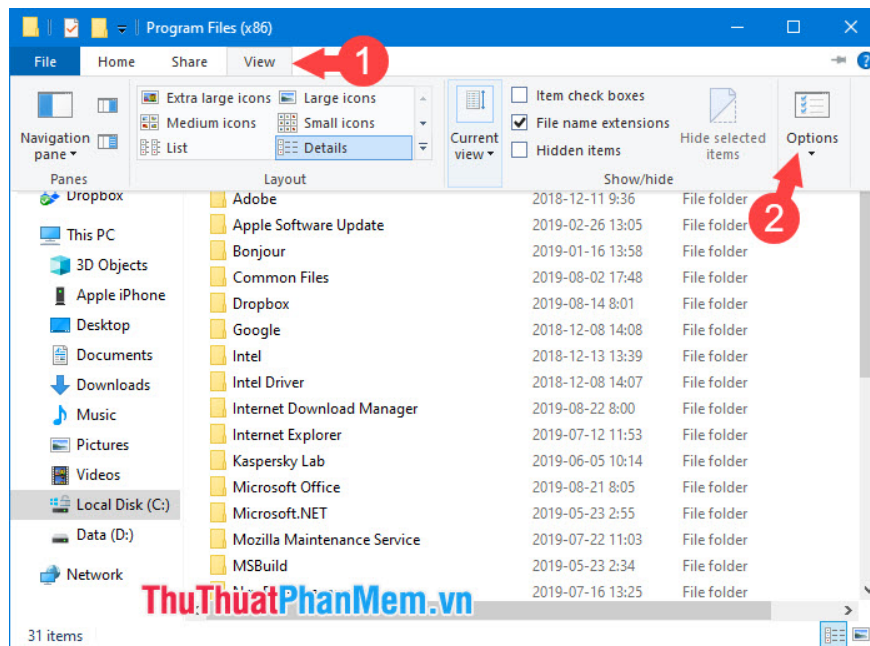 Program Files (x86)
File Home Share View 1
Extra large icons Large icons
Medium icons Small icons
List Details
Navigation pane
Current view
Item check boxes
File name extensions
Hidden items
Hide selected items
Options
Panes Layout Show/hide
2
Dropbox
This PC
3D Objects
Apple iPhone
Desktop
Documents
Downloads
Music
Pictures
Videos
Local Disk (C:)
Data (D:)
Network
Adobe 2018-12-11 9:36 File folder
Apple Software Update 2019-02-26 13:05 File folder
Bonjour 2019-01-16 13:58 File folder
Common Files 2019-08-02 17:48 File folder
Dropbox 2019-08-14 8:01 File folder
Google 2018-12-08 14:08 File folder
Intel 2018-12-13 13:39 File folder
Intel Driver 2018-12-08 14:07 File folder
Internet Download Manager 2019-08-22 8:00 File folder
Internet Explorer 2019-07-12 11:53 File folder
Kaspersky Lab 2019-06-05 10:14 File folder
Microsoft Office 2019-08-21 8:05 File folder
Microsoft.NET 2019-05-23 2:55 File folder
Mozilla Maintenance Service 2019-07-22 11:03 File folder
MSBuild 2019-05-23 2:34 File folder
2019-07-16 13:25 File folder
ThuThuatPhanMem.vn
31 items